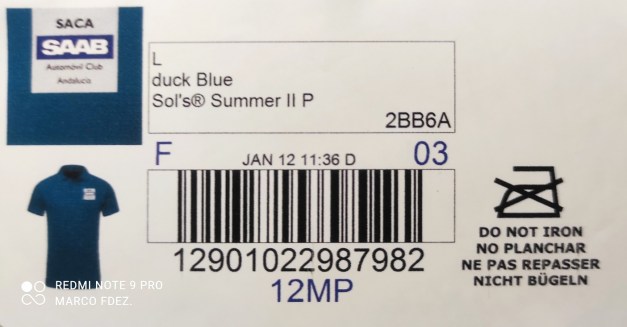 SACA
SAAB
Automóvil Club
Andalucía
L
duck Blue
Sol's® Summer II P
2BB6A
F
JAN 12 11:36 D
03
12901022987982
12MP
DO NOT IRON
NO PLANCHAR
NE PAS REPASSER
NICHT BÜGELN
REDMI NOTE 9 PRO
MARCO FDEZ.